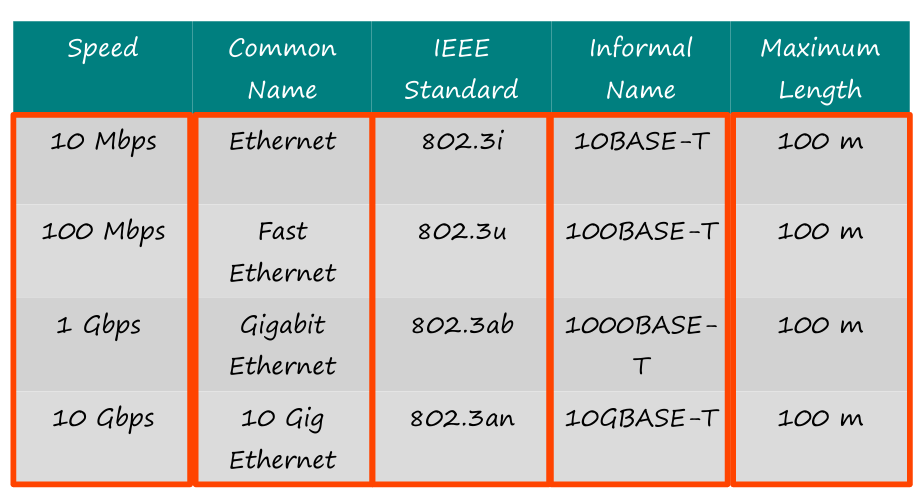 Speed Common IEEE Informal Maximum
Name Standard Name Length
10 Mbps Ethernet 802.3i 10BASE-T 100 m
100 Mbps Fast 802.3u 100BASE-T 100 m
Ethernet
1 Gbps Gigabit 802.3ab 1000BASE- 100 m
Ethernet T
10 Gbps 10 Gig 802.3an 10GBASE-T 100 m
Ethernet